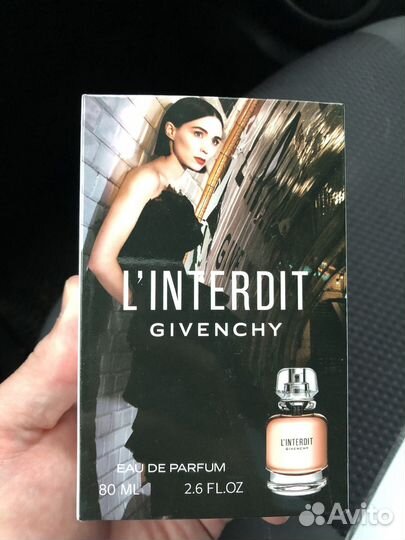 L'INTERDIT
GIVENCHY
L'INTERDIT
GIVENCHY
EAU DE PARFUM
80 ML 2.6 FL.OZ
Avito